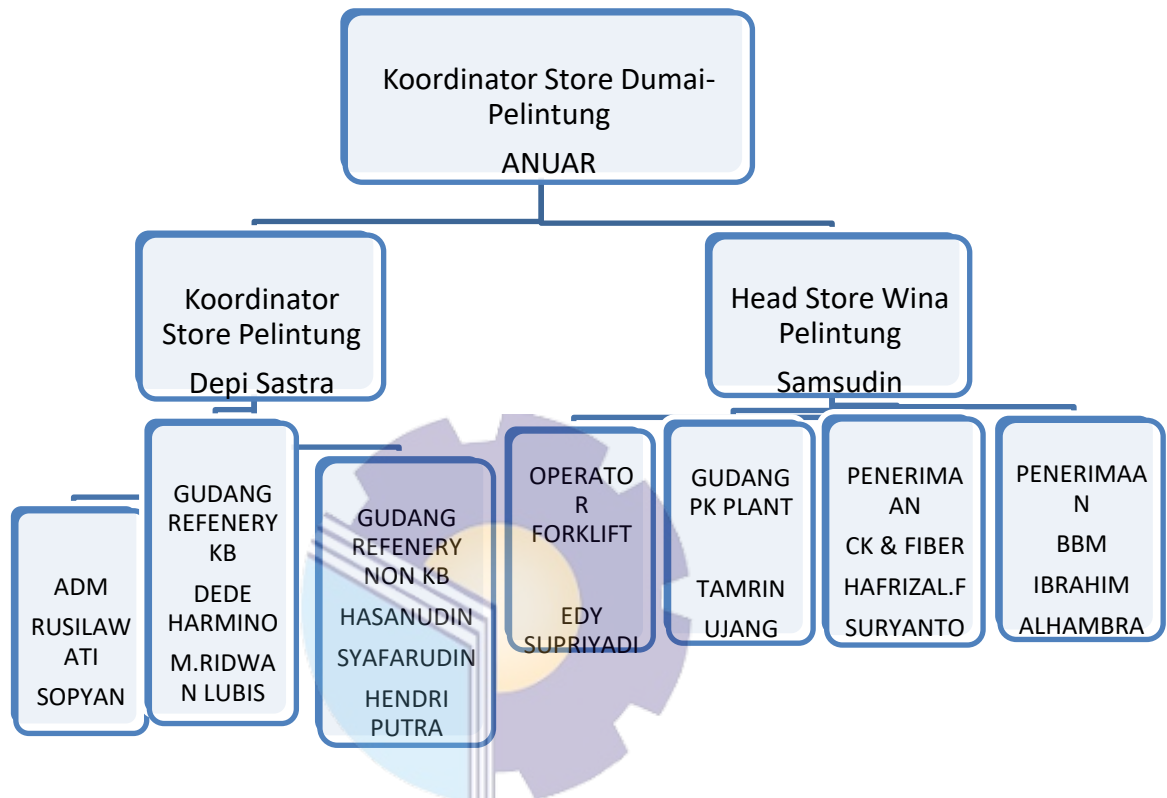 Koordinator Store Dumai-
Pelintung
ANUAR
Koordinator
Store Pelintung
Depi Sastra
Head Store Wina
Pelintung
Samsudin
ADM
RUSILAW
ATI
SOPYAN
GUDANG
REFENERY
KB
DEDE
HARMINO
M.RIDWA
N LUBIS
GUDANG
REFENERY
NON KB
HASANUDIN
SYAFARUDIN
HENDRI
PUTRA
OPERATO
R
FORKLIFT
EDY
SUPRIYADI
GUDANG
PK PLANT
TAMRIN
UJANG
PENERIMA
AN
CK & FIBER
HAFRIZAL.F
SURYANTO
PENERIMAA
N
BBM
IBRAHIM
ALHAMBRA